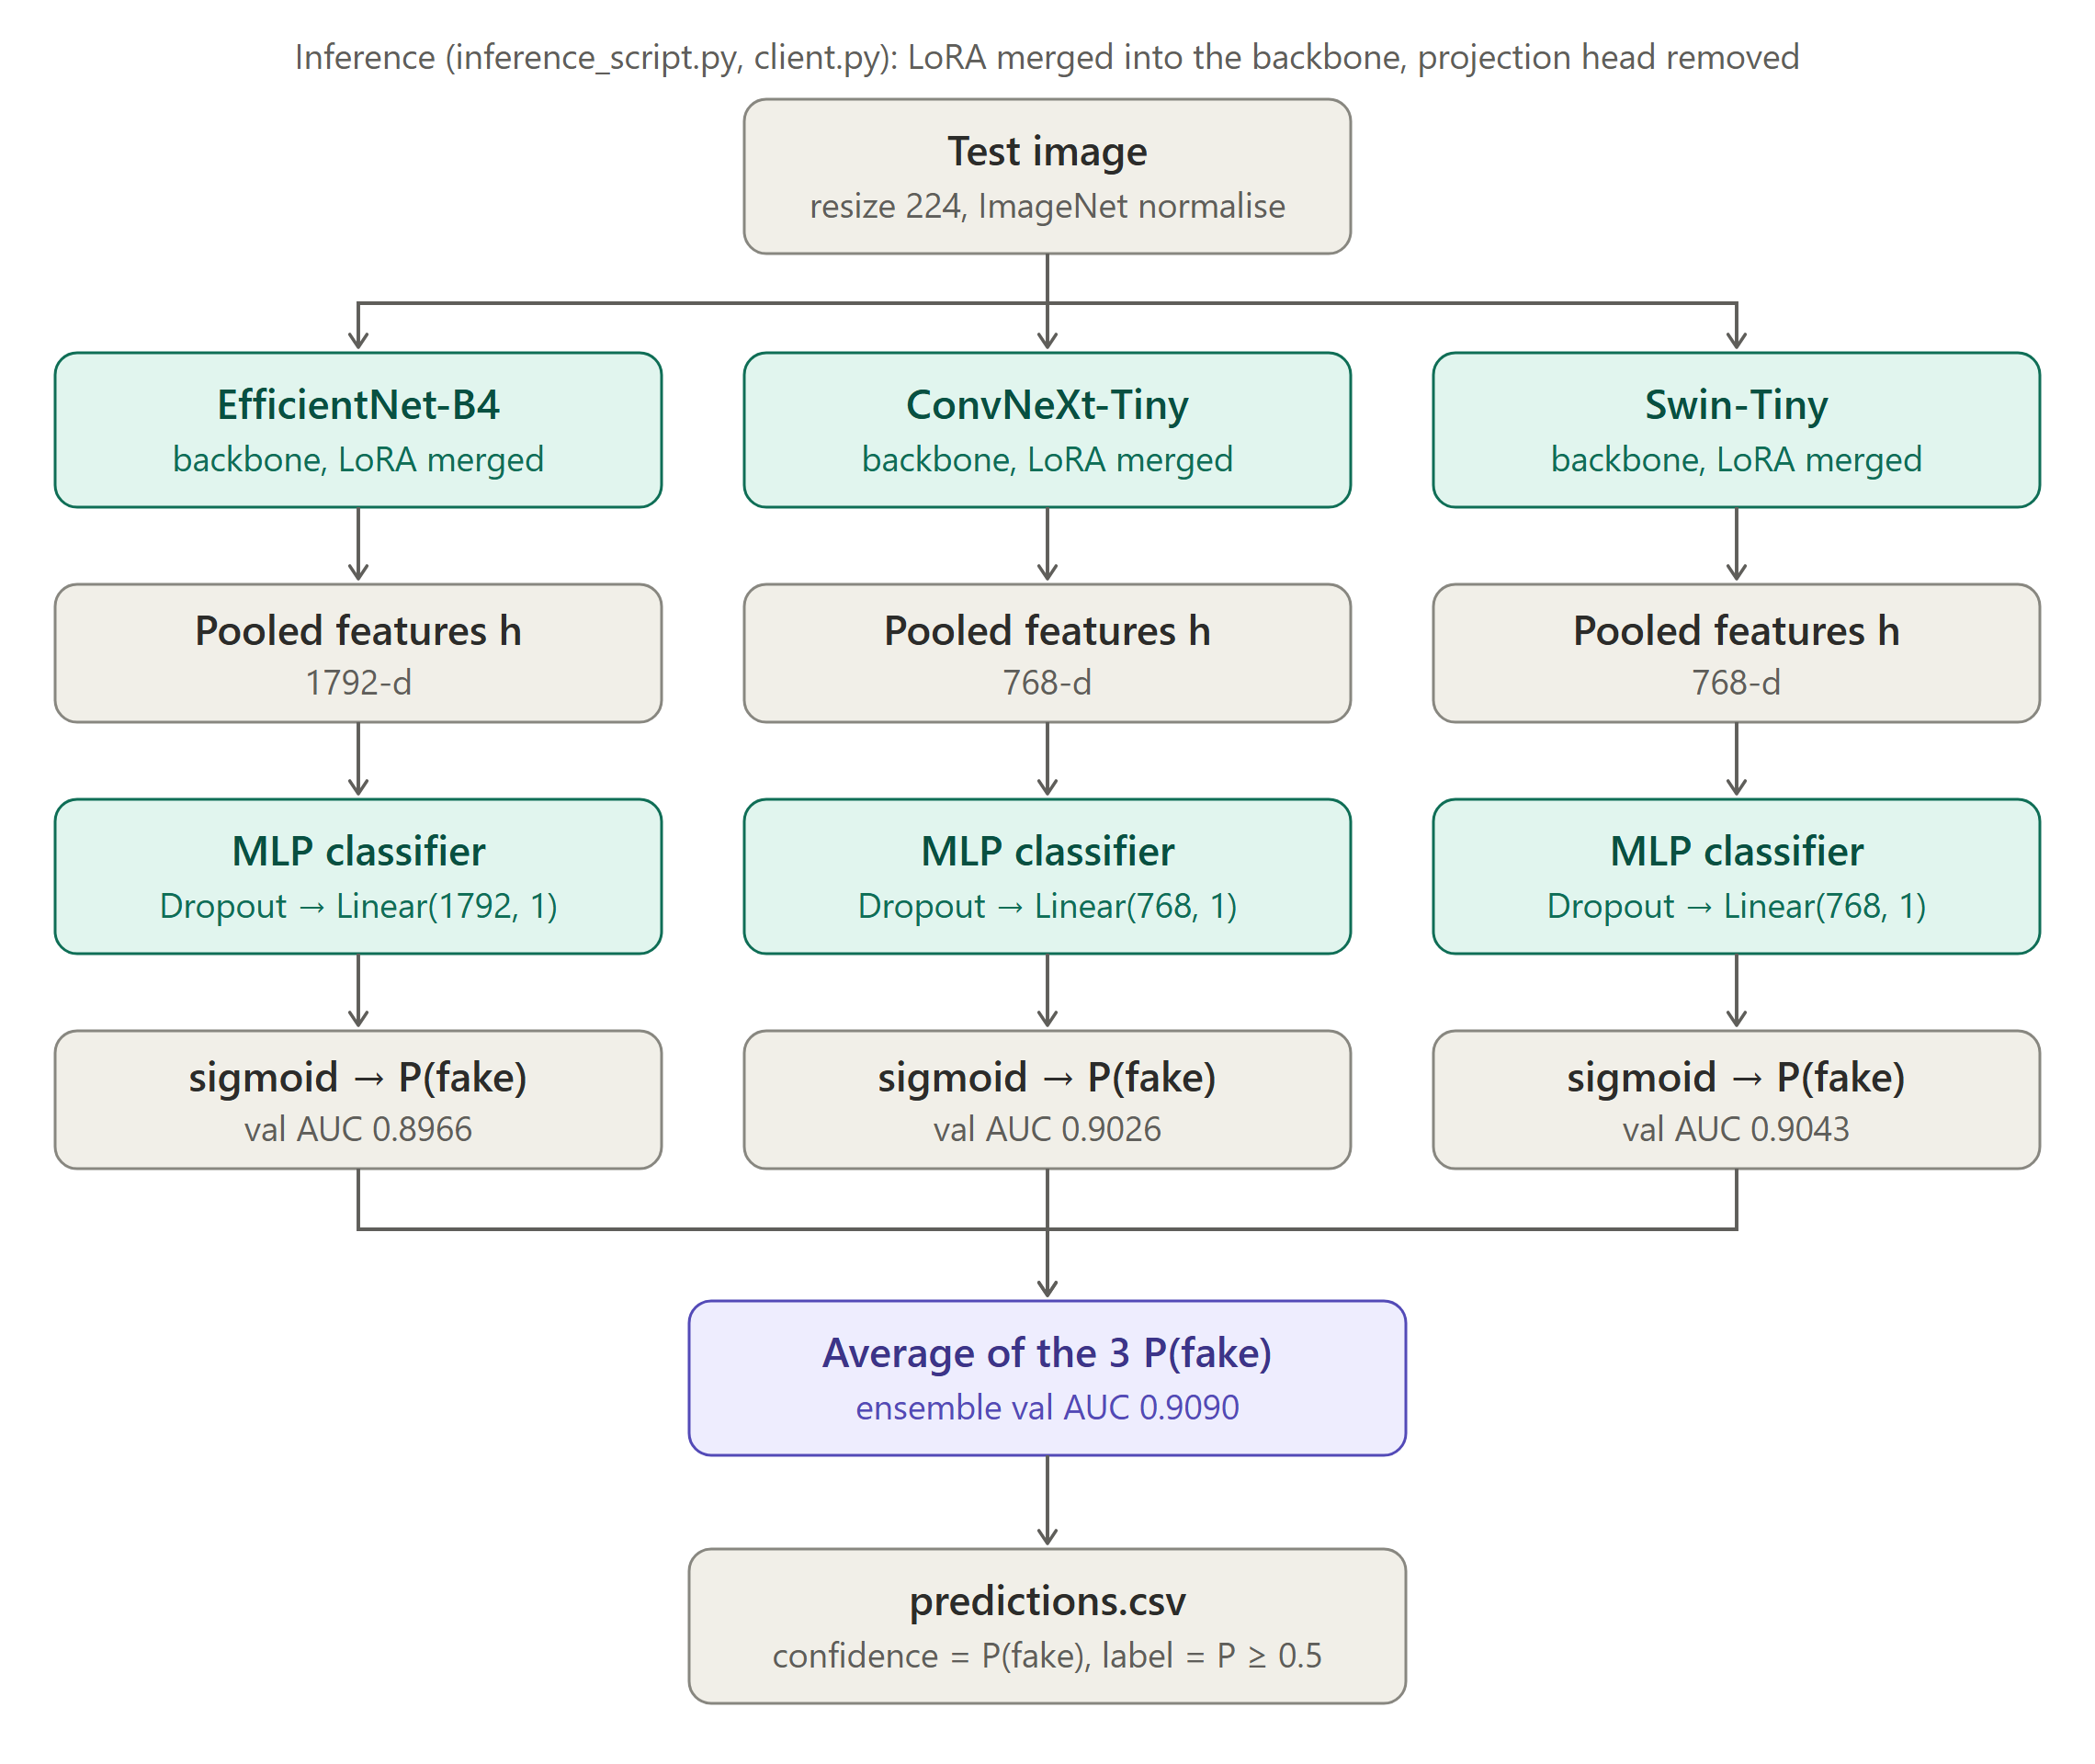 Inference (inference_script.py, client.py): LoRA merged into the backbone, projection head removed
Test image
resize 224, ImageNet normalise
EfficientNet-B4
backbone, LoRA merged
ConvNeXt-Tiny
backbone, LoRA merged
Swin-Tiny
backbone, LoRA merged
Pooled features h
1792-d
Pooled features h
768-d
Pooled features h
768-d
MLP classifier
Dropout → Linear(1792, 1)
MLP classifier
Dropout → Linear(768, 1)
MLP classifier
Dropout → Linear(768, 1)
sigmoid → P(fake)
val AUC 0.8966
sigmoid → P(fake)
val AUC 0.9026
sigmoid → P(fake)
val AUC 0.9043
Average of the 3 P(fake)
ensemble val AUC 0.9090
predictions.csv
confidence = P(fake), label = P ≥ 0.5